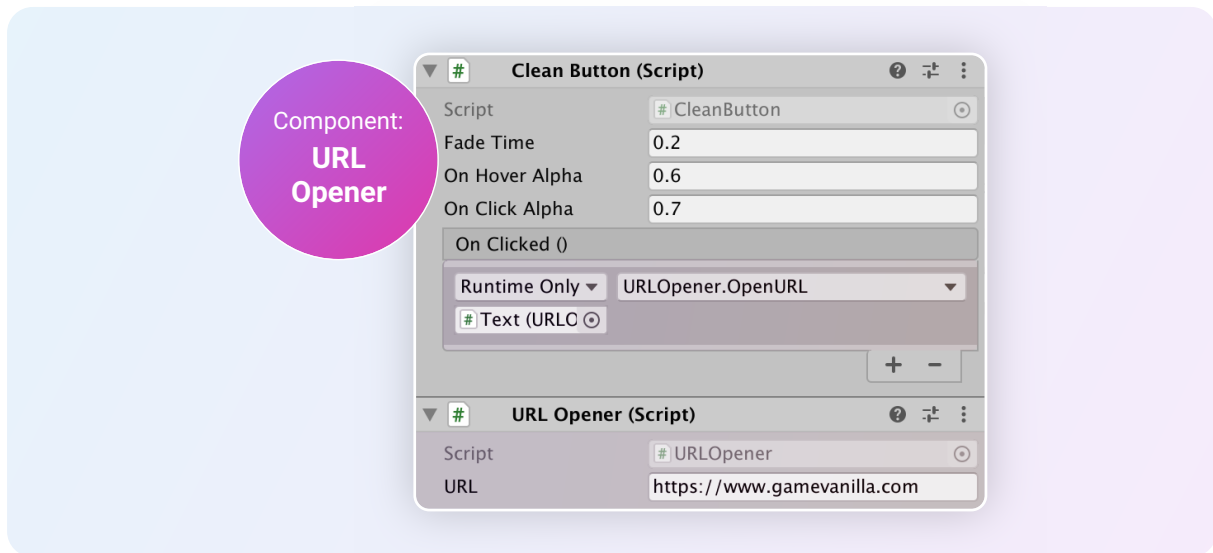 Component:
URL
Opener
Clean Button (Script)
Script
# CleanButton
Fade Time
0.2
On Hover Alpha
0.6
On Click Alpha
0.7
On Clicked ()
Runtime Only
URLOpener.OpenURL
# Text (URLO
URL Opener (Script)
Script
# URLOpener
URL
https://www.gamevanilla.com